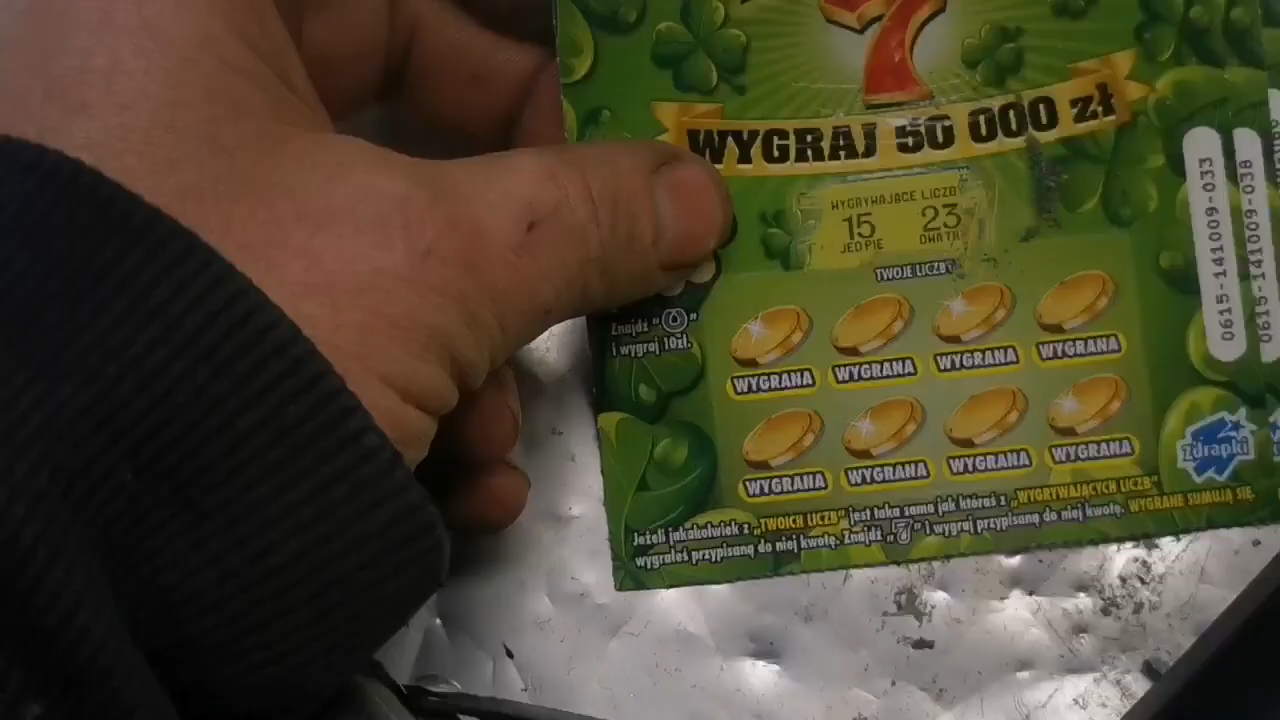 WYGRAJ 50 000 zł
WYGRYWAJĄCE LICZB
15 23
JED PIE DWA TR
TWOJE LICZBY
Znajdź "
"
i wygraj 10zł.
WYGRANA WYGRANA WYGRANA WYGRANA
WYGRANA WYGRANA WYGRANA WYGRANA
Jeżeli jakakolwiek z „TWOICH LICZB" jest taka sama jak któraś z „WYGRYWAJĄCYCH LICZB"
wygrałeś przypisaną do niej kwotę. Znajdź „7" i wygraj przypisaną do niej kwotę. WYGRANE SUMUJĄ SIĘ.
0615-141009-033
0615-141009-038
Zdrapki